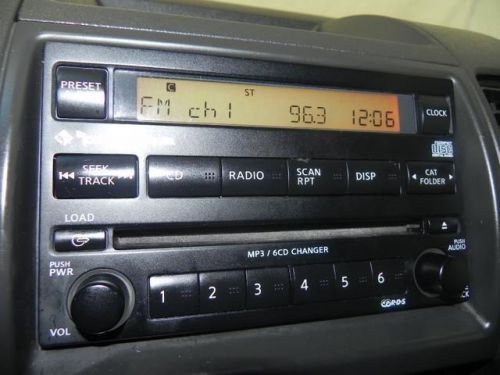 PRESET
C
ST
FM ch1 96.3 12:06
CLOCK
SEEK
TRACK
CD
RADIO
SCAN
RPT
DISP
CAT
FOLDER
LOAD
MP3 / 6CD CHANGER
PUSH
PWR
VOL
1 2 3 4 5 6
PUSH
AUDIO
R·D·S